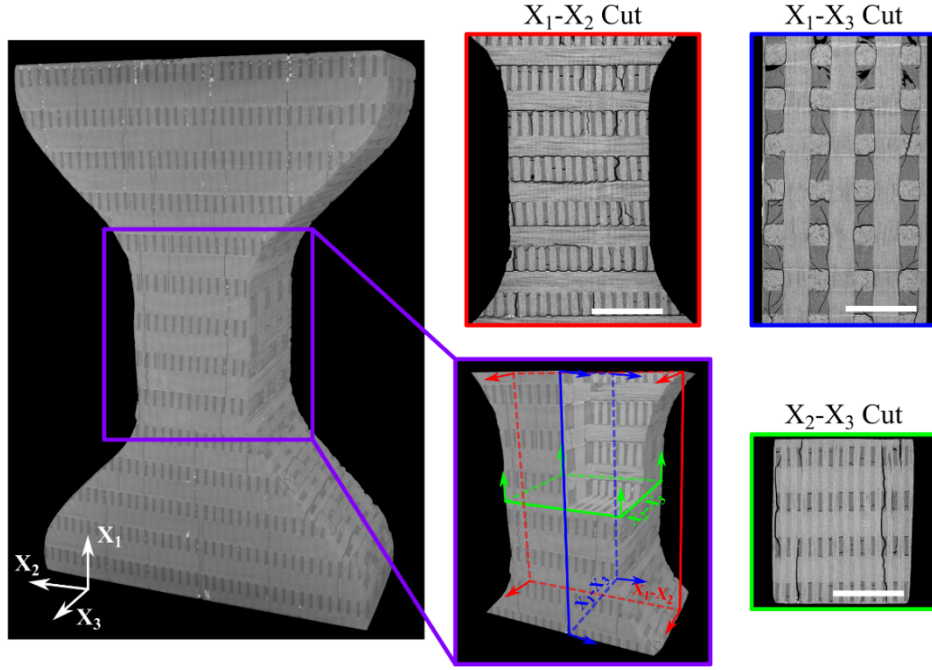 X₁-X₂ Cut
X₁-X₃ Cut
X₁
X₂
X₃
X₂-X₃
X₁-X₃
X₁-X₂
X₂-X₃ Cut